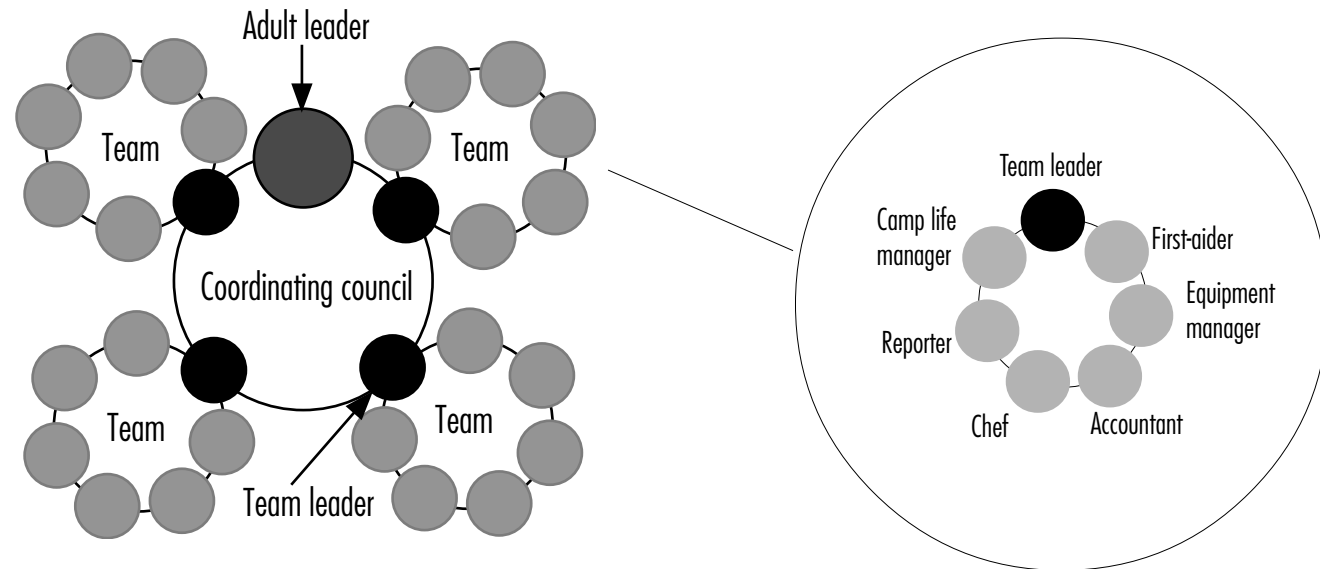 Adult leader
Team
Team
Coordinating council
Team
Team
Team leader
Team leader
Camp life
manager
First-aider
Equipment
manager
Reporter
Chef
Accountant